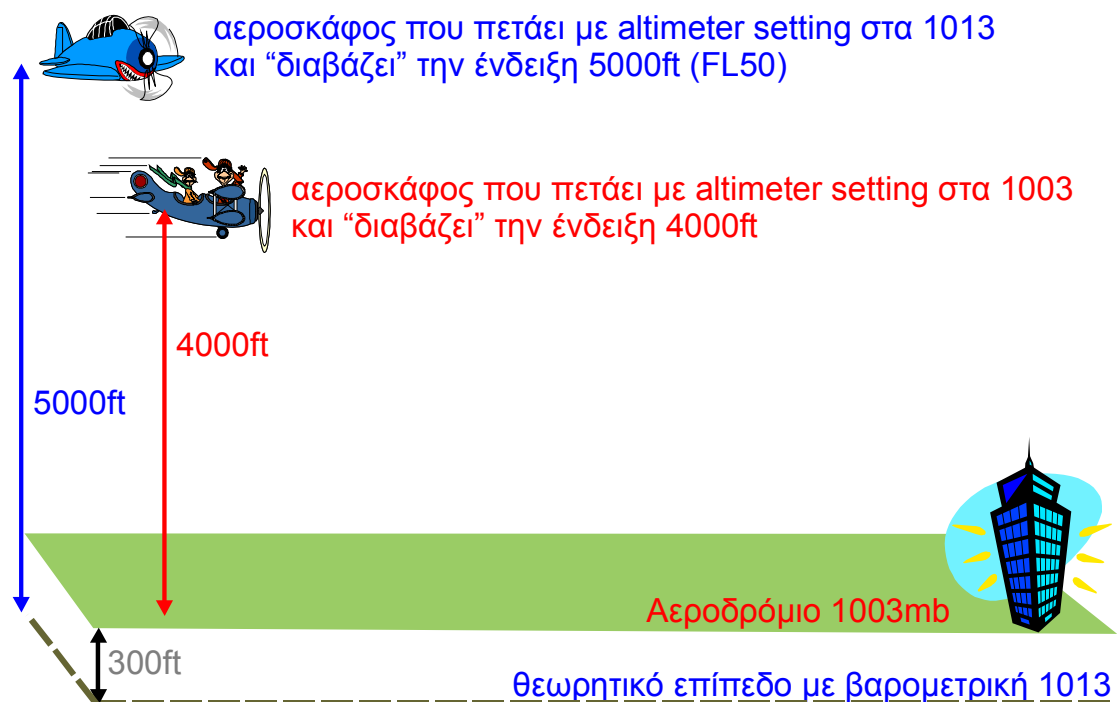 αεροσκάφος που πετάει με altimeter setting στα 1013
και “διαβάζει” την ένδειξη 5000ft (FL50)
αεροσκάφος που πετάει με altimeter setting στα 1003
και “διαβάζει” την ένδειξη 4000ft
4000ft
5000ft
Αεροδρόμιο 1003mb
300ft
θεωρητικό επίπεδο με βαρομετρική 1013